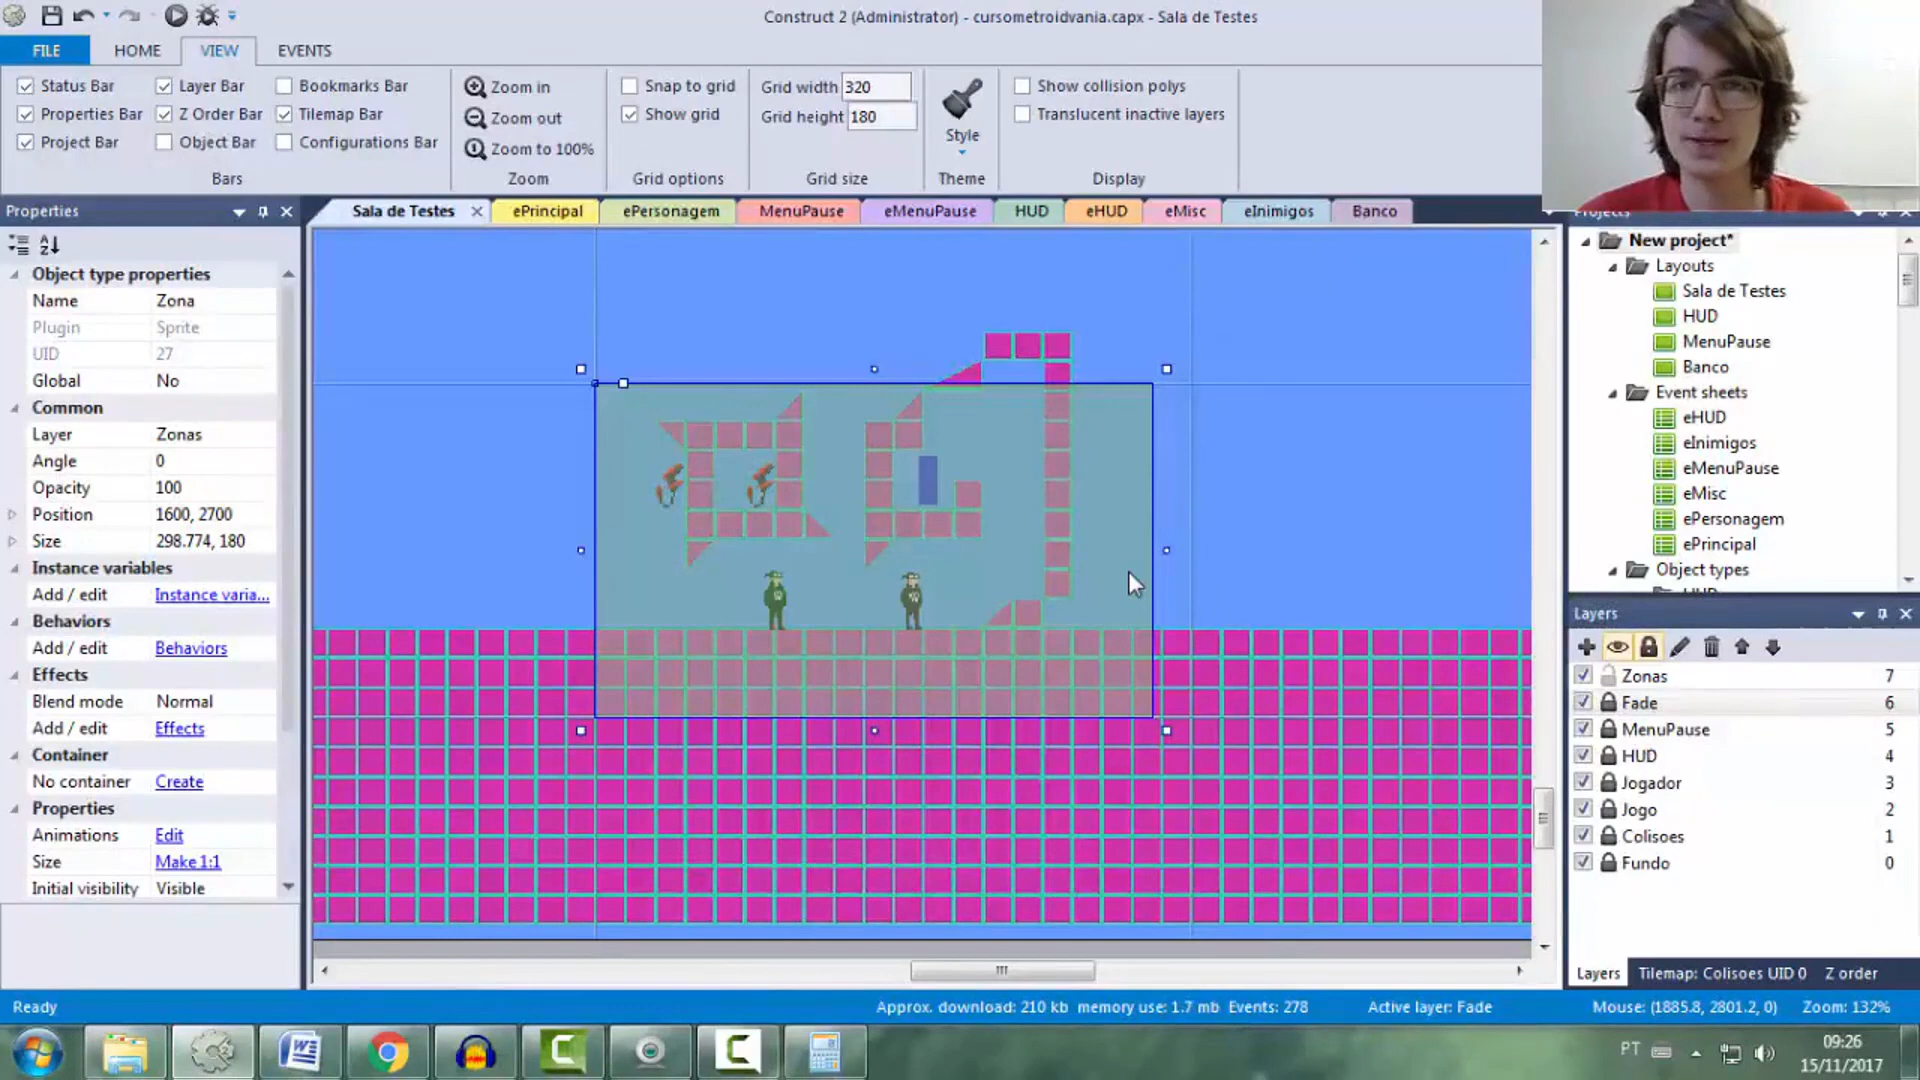 Construct 2 (Administrator) - cursometroidvania.capx - Sala de Testes
FILE HOME VIEW EVENTS
Status Bar Layer Bar Bookmarks Bar
Properties Bar Z Order Bar Tilemap Bar
Project Bar Object Bar Configurations Bar
Bars
Zoom in
Zoom out
Zoom to 100%
Zoom
Snap to grid
Show grid
Grid options
Grid width 320
Grid height 180
Grid size
Style
Theme
Show collision polys
Translucent inactive layers
Display
Properties
Sala de Testes ePrincipal ePersonagem MenuPause eMenuPause HUD eHUD eMisc eInimigos Banco
Object type properties
Name Zona
Plugin Sprite
UID 27
Global No
Common
Layer Zonas
Angle 0
Opacity 100
Position 1600, 2700
Size 298.774, 180
Instance variables
Add / edit Instance varia...
Behaviors
Add / edit Behaviors
Effects
Blend mode Normal
Add / edit Effects
Container
No container Create
Properties
Animations Edit
Size Make 1:1
Initial visibility Visible
Projects
New project*
Layouts
Sala de Testes
HUD
MenuPause
Banco
Event sheets
eHUD
eInimigos
eMenuPause
eMisc
ePersonagem
ePrincipal
Object types
Layers
Zonas 7
Fade 6
MenuPause 5
HUD 4
Jogador 3
Jogo 2
Colisoes 1
Fundo 0
Layers Tilemap: Colisoes UID 0 Z order
Ready Approx. download: 210 kb memory use: 1.7 mb Events: 278 Active layer: Fade Mouse: (1885.8, 2801.2, 0) Zoom: 132%
PT
09:26
15/11/2017